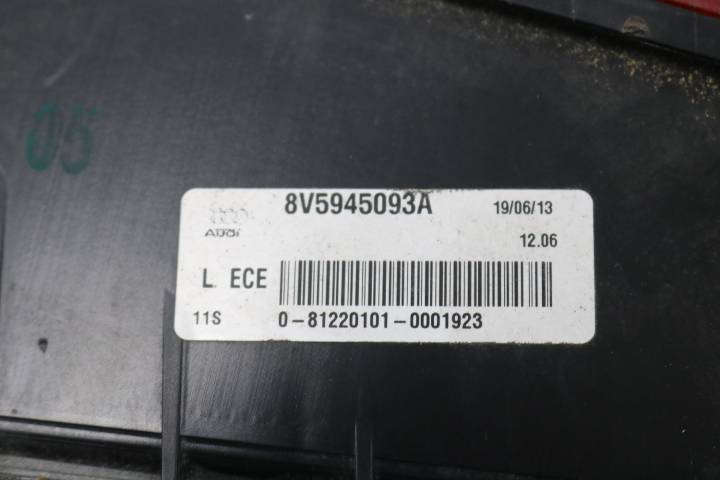 05
8V5945093A 19/06/13
Audi
12.06
L ECE
11S 0-81220101-0001923